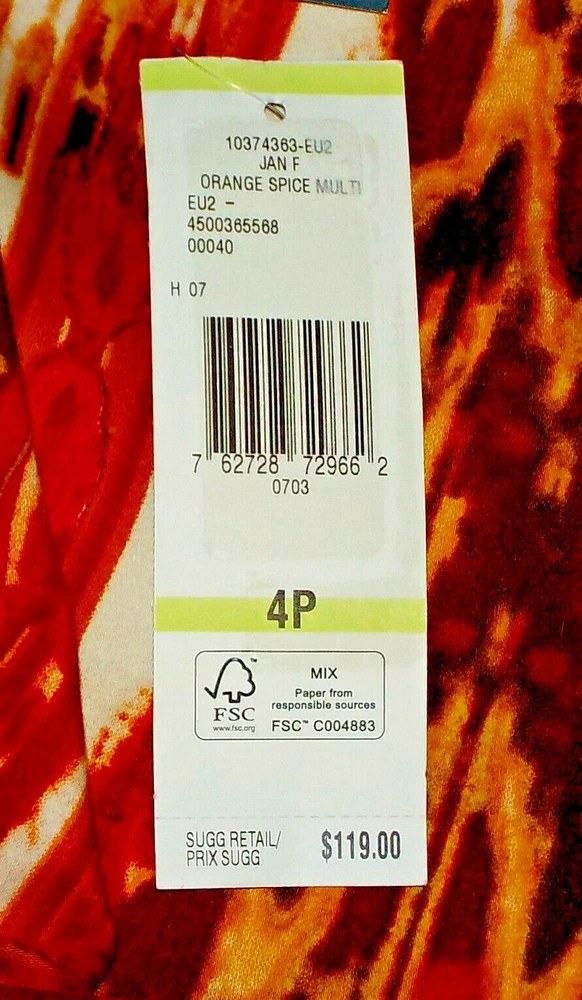 10374363-EU2
JAN F
ORANGE SPICE MULTI
EU2 -
4500365568
00040
H 07
7 62728 72966 2
0703
4P
FSC
www.fsc.org
MIX
Paper from
responsible sources
FSC™ C004883
SUGG RETAIL/
PRIX SUGG
$119.00